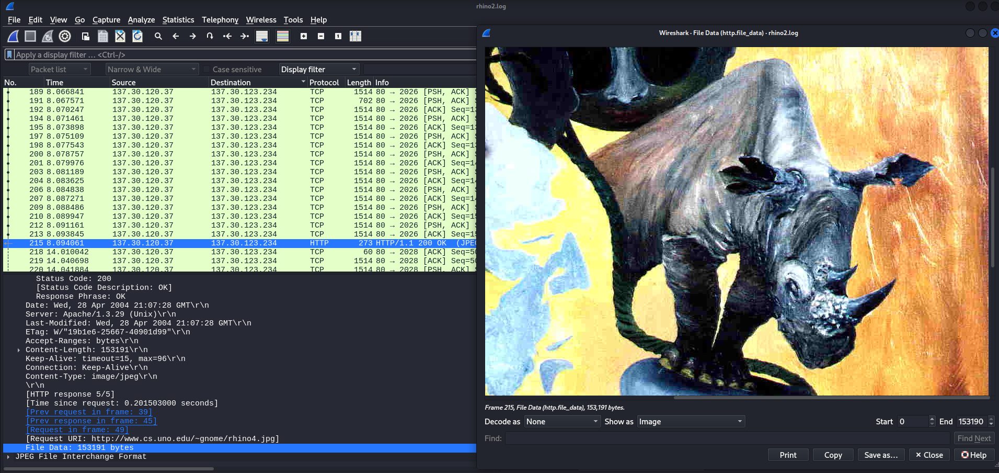 rhino2.log
File Edit View Go Capture Analyze Statistics Telephony Wireless Tools Help
Apply a display filter … <Ctrl-/>
Packet list Narrow & Wide Case sensitive Display filter
No. Time Source Destination Protocol Length Info
189 8.066841 137.30.120.37 137.30.123.234 TCP 1514 80 → 2026 [PSH, ACK] S
191 8.067571 137.30.120.37 137.30.123.234 TCP 702 80 → 2026 [PSH, ACK] S
192 8.070247 137.30.120.37 137.30.123.234 TCP 1514 80 → 2026 [ACK] Seq=13
194 8.071461 137.30.120.37 137.30.123.234 TCP 1514 80 → 2026 [PSH, ACK] S
195 8.073898 137.30.120.37 137.30.123.234 TCP 1514 80 → 2026 [ACK] Seq=13
197 8.075109 137.30.120.37 137.30.123.234 TCP 1514 80 → 2026 [PSH, ACK] S
198 8.077543 137.30.120.37 137.30.123.234 TCP 1514 80 → 2026 [ACK] Seq=13
200 8.078757 137.30.120.37 137.30.123.234 TCP 1514 80 → 2026 [PSH, ACK] S
201 8.079976 137.30.120.37 137.30.123.234 TCP 1514 80 → 2026 [ACK] Seq=14
203 8.081189 137.30.120.37 137.30.123.234 TCP 1514 80 → 2026 [PSH, ACK] S
204 8.083625 137.30.120.37 137.30.123.234 TCP 1514 80 → 2026 [ACK] Seq=14
206 8.084838 137.30.120.37 137.30.123.234 TCP 1514 80 → 2026 [PSH, ACK] S
207 8.087271 137.30.120.37 137.30.123.234 TCP 1514 80 → 2026 [ACK] Seq=14
209 8.088486 137.30.120.37 137.30.123.234 TCP 1514 80 → 2026 [PSH, ACK] S
210 8.089947 137.30.120.37 137.30.123.234 TCP 1514 80 → 2026 [ACK] Seq=15
212 8.091161 137.30.120.37 137.30.123.234 TCP 1514 80 → 2026 [PSH, ACK] S
213 8.093845 137.30.120.37 137.30.123.234 TCP 1514 80 → 2026 [ACK] Seq=15
215 8.094061 137.30.120.37 137.30.123.234 HTTP 273 HTTP/1.1 200 OK (JPEG
218 14.010042 137.30.120.37 137.30.123.234 TCP 60 80 → 2028 [ACK] Seq=50
219 14.040698 137.30.120.37 137.30.123.234 TCP 1514 80 → 2028 [ACK] Seq=50
220 14.041884 137.30.120.37 137.30.123.234 TCP 1514 80 → 2028 [PSH, ACK] S
Status Code: 200
[Status Code Description: OK]
Response Phrase: OK
Date: Wed, 28 Apr 2004 21:07:28 GMT\r\n
Server: Apache/1.3.29 (Unix)\r\n
Last-Modified: Wed, 28 Apr 2004 21:07:28 GMT\r\n
ETag: W/"19b1e6-25667-40901d99"\r\n
Accept-Ranges: bytes\r\n
Content-Length: 153191\r\n
Keep-Alive: timeout=15, max=96\r\n
Connection: Keep-Alive\r\n
Content-Type: image/jpeg\r\n
\r\n
[HTTP response 5/5]
[Time since request: 0.201503000 seconds]
[Prev request in frame: 39]
[Prev response in frame: 45]
[Request in frame: 49]
[Request URI: http://www.cs.uno.edu/~gnome/rhino4.jpg]
File Data: 153191 bytes
JPEG File Interchange Format
Wireshark · File Data (http.file_data) · rhino2.log
Frame 215, File Data (http.file_data), 153,191 bytes.
Decode as None Show as Image Start 0 End 153190
Find: Find Next
Print Copy Save as… Close Help